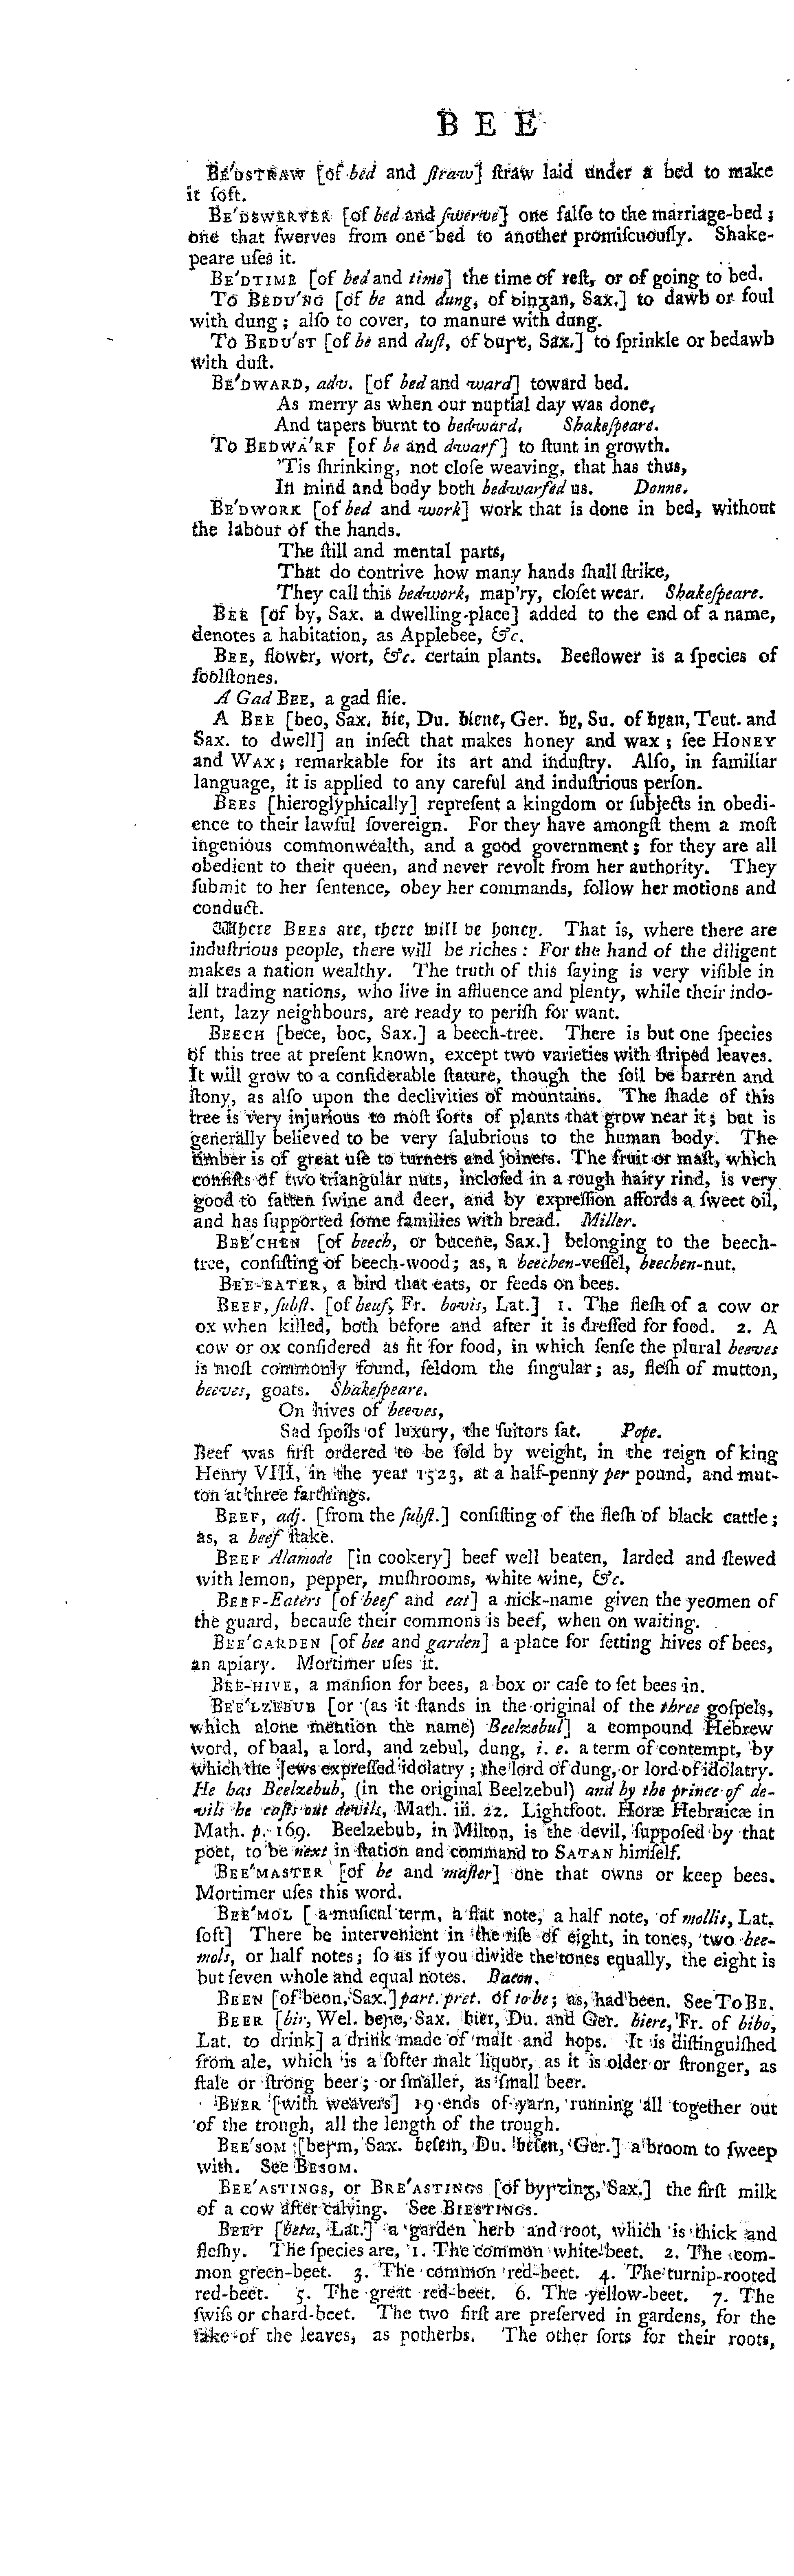 B E E
BE'DSTRAW [of bed and ſtraw] ſtraw laid under a bed to make
it ſoft.
BE'DSWERVER [of bed and ſwerve] one falſe to the marriage-bed ;
one that ſwerves from one bed to another promiſcuouſly. Shake-
peare uſes it.
BE'DTIME [of bed and time] the time of reſt, or of going to bed.
To BEDU'NG [of be and dung, of dingan, Sax.] to dawb or foul
with dung ; alſo to cover, to manure with dung.
To BEDU'ST [of be and duſt, of duꞅꞇ, Sax.] to ſprinkle or bedawb
with duſt.
BE'DWARD, adv. [of bed and ward] toward bed.
As merry as when our nuptial day was done,
And tapers burnt to bedward. Shakeſpeare.
To BEDWA'RF [of be and dwarf] to ſtunt in growth.
'Tis ſhrinking, not cloſe weaving, that has thus,
In mind and body both bedwarfed us. Donne.
BE'DWORK [of bed and work] work that is done in bed, without
the labour of the hands.
The ſtill and mental parts,
That do contrive how many hands ſhall ſtrike,
They call this bedwork, map'ry, cloſet wear. Shakeſpeare.
BEE [of by, Sax. a dwelling-place] added to the end of a name,
denotes a habitation, as Applebee, &c.
BEE, flower, wort, &c. certain plants. Beeflower is a ſpecies of
foolſtones.
A Gad BEE, a gad flie.
A BEE [beo, Sax. bie, Du. biene, Ger. by, Su. of byan, Teut. and
Sax. to dwell] an inſect that makes honey and wax ; ſee HONEY
and WAX ; remarkable for its art and induſtry. Alſo, in familiar
language, it is applied to any careful and induſtrious perſon.
BEES [hieroglyphically] repreſent a kingdom or ſubjects in obedi-
ence to their lawful ſovereign. For they have amongſt them a moſt
ingenious commonwealth, and a good government ; for they are all
obedient to their queen, and never revolt from her authority. They
ſubmit to her ſentence, obey her commands, follow her motions and
conduct.
Where BEES are, there will be honey. That is, where there are
induſtrious people, there will be riches : For the hand of the diligent
makes a nation wealthy. The truth of this ſaying is very viſible in
all trading nations, who live in affluence and plenty, while their indo-
lent, lazy neighbours, are ready to periſh for want.
BEECH [bece, boc, Sax.] a beech-tree. There is but one ſpecies
of this tree at preſent known, except two varieties with ſtriped leaves.
It will grow to a conſiderable ſtature, though the ſoil be barren and
ſtony, as alſo upon the declivities of mountains. The ſhade of this
tree is very injurious to moſt ſorts of plants that grow near it ; but is
generally believed to be very ſalubrious to the human body. The
timber is of great uſe to turners and joiners. The fruit or maſt, which
conſiſts of two triangular nuts, incloſed in a rough hairy rind, is very
good to fatten ſwine and deer, and by expreſſion affords a ſweet oil,
and has ſupported ſome families with bread. Miller.
BEE'CHEN [of beech, or bucene, Sax.] belonging to the beech-
tree, conſiſting of beech-wood ; as, a beechen-veſſel, beechen-nut.
BEE-EATER, a bird that eats, or feeds on bees.
BEEF, ſubſt. [of beuf, Fr. bovis, Lat.] 1. The fleſh of a cow or
ox when killed, both before and after it is dreſſed for food. 2. A
cow or ox conſidered as fit for food, in which ſenſe the plural beeves
is moſt commonly found, ſeldom the ſingular ; as, fleſh of mutton,
beeves, goats. Shakeſpeare.
On hives of beeves,
Sad ſpoils of luxury, the ſuitors ſat. Pope.
Beef was firſt ordered to be ſold by weight, in the reign of king
Henry VIII, in the year 1523, at a half-penny per pound, and mut-
ton at three farthings.
BEEF, adj. [from the ſubſt.] conſiſting of the fleſh of black cattle ;
as, a beef ſtake.
BEEF Alamode [in cookery] beef well beaten, larded and ſtewed
with lemon, pepper, muſhrooms, white wine, &c.
BEEF-Eaters [of beef and eat] a nick-name given the yeomen of
the guard, becauſe their commons is beef, when on waiting.
BEE'GARDEN [of bee and garden] a place for ſetting hives of bees,
an apiary. Mortimer uſes it.
BEE-HIVE, a manſion for bees, a box or caſe to ſet bees in.
BEE'LZEBUB [or (as it ſtands in the original of the three goſpels,
which alone mention the name) Beelzebul] a compound Hebrew
word, of baal, a lord, and zebul, dung, i. e. a term of contempt, by
which the Jews expreſſed idolatry ; the lord of dung, or lord of idolatry.
He has Beelzebub, (in the original Beelzebul) and by the prince of de-
vils he caſts out devils, Math. iii. 22. Lightfoot. Horæ Hebraicæ in
Math. p. 169. Beelzebub, in Milton, is the devil, ſuppoſed by that
poet, to be next in ſtation and command to SATAN himſelf.
BEE'MASTER [of be and maſter] one that owns or keep bees.
Mortimer uſes this word.
BEE'MOL [a muſical term, a flat note, a half note, of mollis, Lat.
ſoft] There be intervenient in the riſe of eight, in tones, two bee-
mols, or half notes ; ſo as if you divide the tones equally, the eight is
but ſeven whole and equal notes. Bacon.
BEEN [of beon, Sax.] part. pret. of to be ; as, had been. See To BE.
BEER [bir, Wel. beꞃe, Sax. bier, Du. and Ger. biere, Fr. of bibo,
Lat. to drink] a drink made of malt and hops. It is diſtinguiſhed
from ale, which is a ſofter malt liquor, as it is older or ſtronger, as
ſtale or ſtrong beer ; or ſmaller, as ſmall beer.
BEER [with weavers] 19 ends of yarn, running all together out
of the trough, all the length of the trough.
BEE'SOM [beꞅm, Sax. beſem, Du. beſen, Ger.] a broom to ſweep
with. See BESOM.
BEE'ASTINGS, or BRE'ASTINGS [of byꞅꞇing, Sax.] the firſt milk
of a cow after calving. See BIESTINGS.
BEET [beta, Lat.] a garden herb and root, which is thick and
fleſhy. The ſpecies are, 1. The common white-beet. 2. The com-
mon green-beet. 3. The common red-beet. 4. The turnip-rooted
red-beet. 5. The great red-beet. 6. The yellow-beet. 7. The
ſwiſs or chard-beet. The two firſt are preſerved in gardens, for the
ſake of the leaves, as potherbs. The other ſorts for their roots,